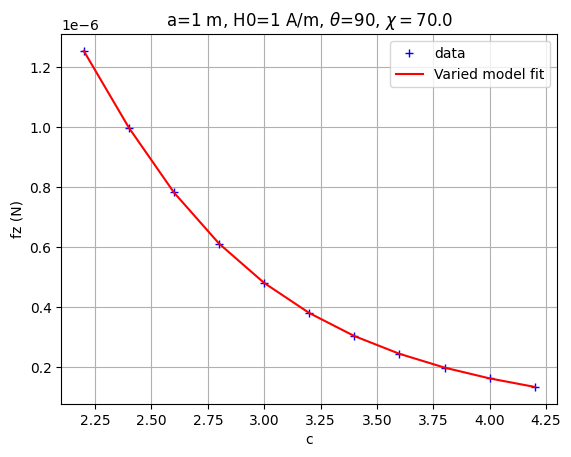 a=1 m, H0=1 A/m, θ=90, χ = 70.0
1e−6
data
Varied model fit
1.2
1.0
0.8
0.6
0.4
0.2
fz (N)
2.25 2.50 2.75 3.00 3.25 3.50 3.75 4.00 4.25
c